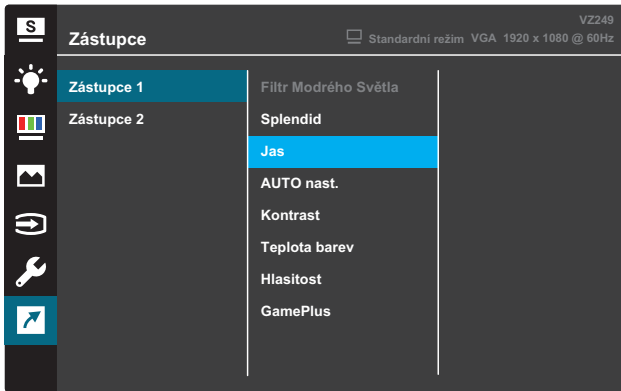 S
VZ249
Zástupce
Standardní režim VGA 1920 x 1080 @ 60Hz
Zástupce 1
Zástupce 2
Filtr Modrého Světla
Splendid
Jas
AUTO nast.
Kontrast
Teplota barev
Hlasitost
GamePlus